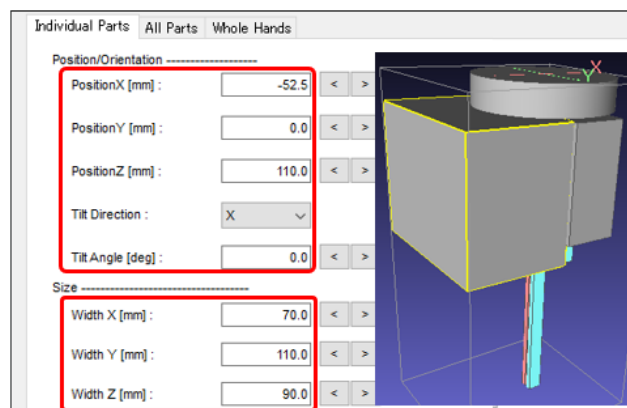 Individual Parts All Parts Whole Hands
Position/Orientation --------------------
PositionX [mm] : -52.5 < >
PositionY [mm] : 0.0 < >
PositionZ [mm] : 110.0 < >
Tilt Direction : X
Tilt Angle [deg] : 0.0 < >
Size -------------------------------------
Width X [mm] : 70.0 < >
Width Y [mm] : 110.0 < >
Width Z [mm] : 90.0 < >
X
Y